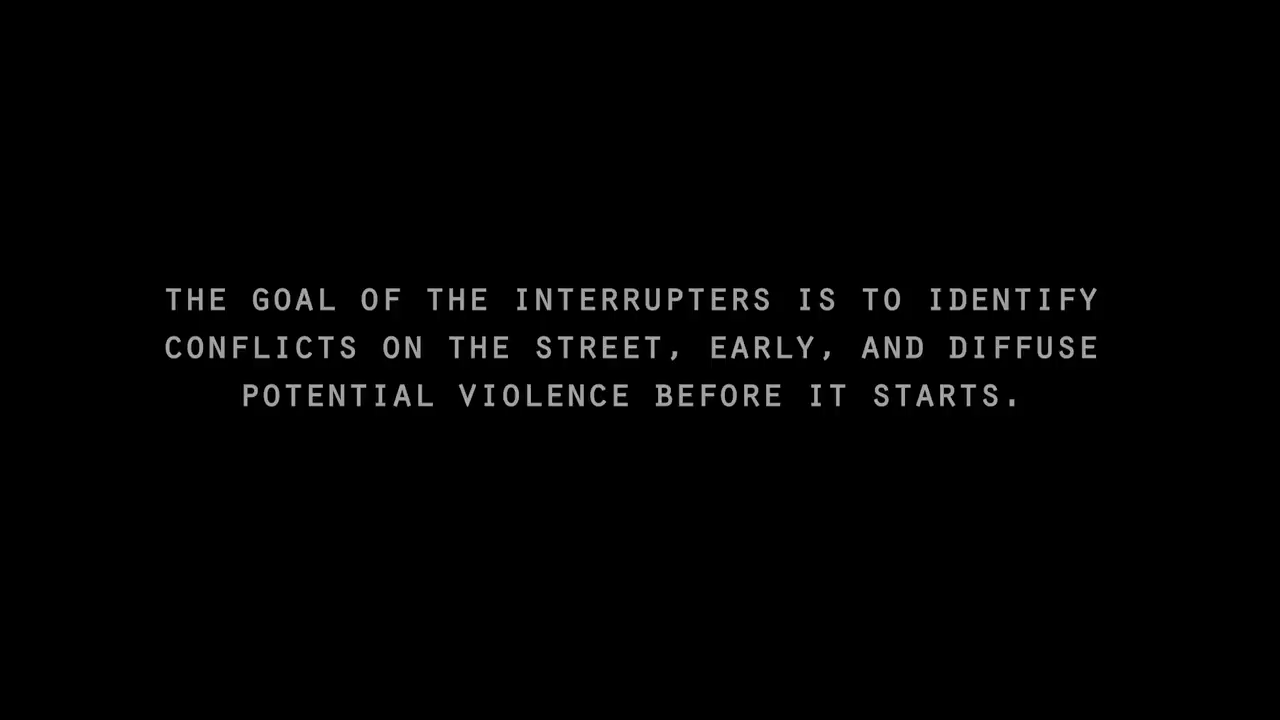 THE GOAL OF THE INTERRUPTERS IS TO IDENTIFY
CONFLICTS ON THE STREET, EARLY, AND DIFFUSE
POTENTIAL VIOLENCE BEFORE IT STARTS.